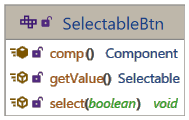 SelectableBtn
comp() Component
getValue() Selectable
select(boolean) void